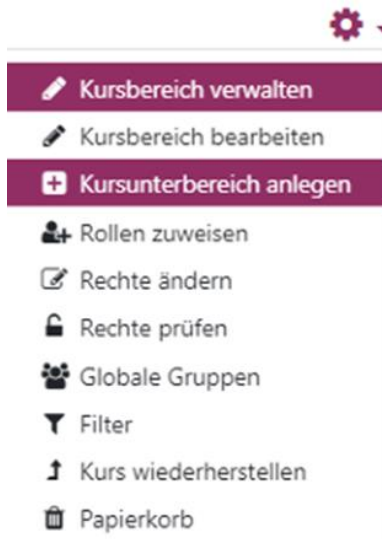 Kursbereich verwalten
Kursbereich bearbeiten
Kursunterbereich anlegen
Rollen zuweisen
Rechte ändern
Rechte prüfen
Globale Gruppen
Filter
Kurs wiederherstellen
Papierkorb